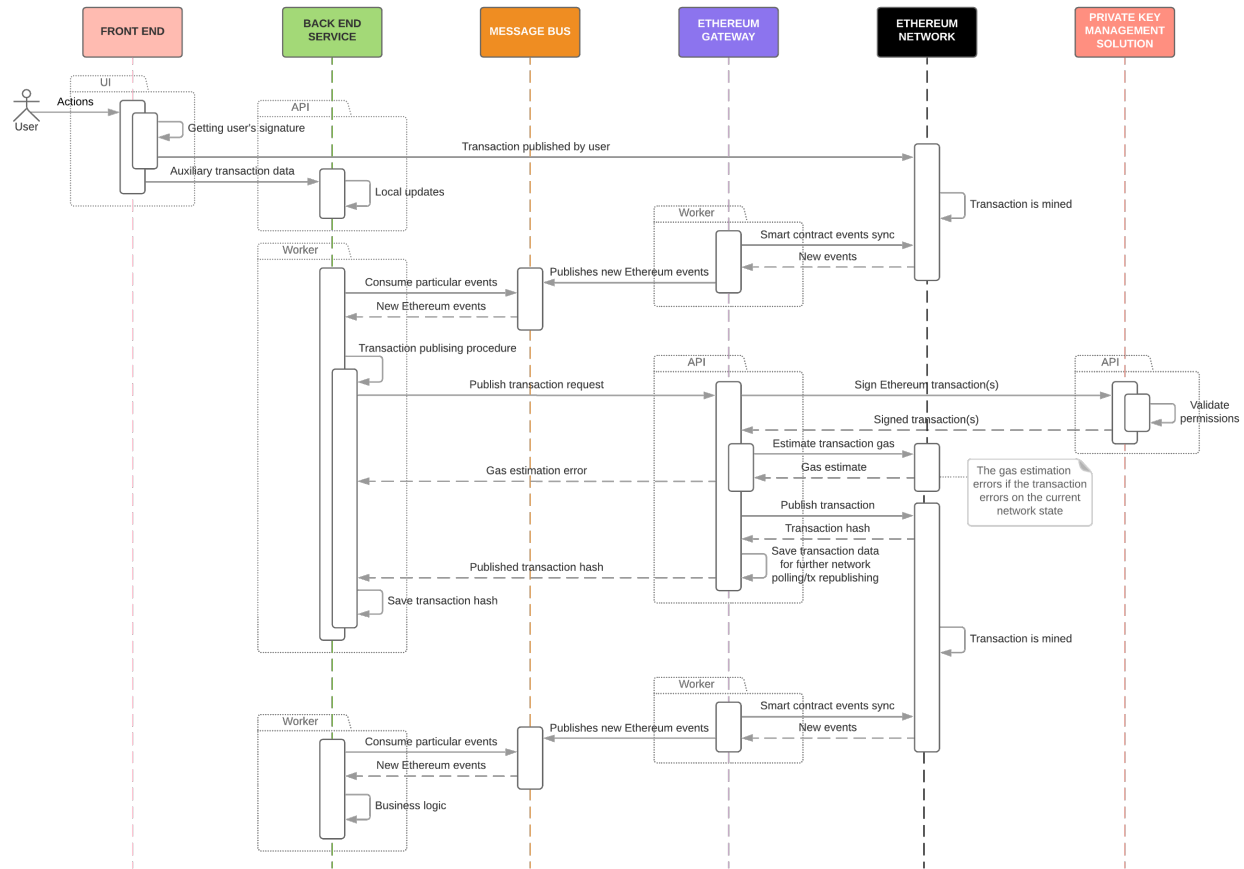 FRONT END
BACK END
SERVICE
MESSAGE BUS
ETHEREUM
GATEWAY
ETHEREUM
NETWORK
PRIVATE KEY
MANAGEMENT
SOLUTION
UI
API
Actions
User
Getting user's signature
Transaction published by user
Auxiliary transaction data
Local updates
Transaction is mined
Worker
Smart contract events sync
New events
Publishes new Ethereum events
Worker
Consume particular events
New Ethereum events
Transaction publising procedure
API
API
Publish transaction request
Sign Ethereum transaction(s)
Validate
permissions
Signed transaction(s)
Estimate transaction gas
Gas estimate
Gas estimation error
The gas estimation
errors if the transaction
errors on the current
network state
Publish transaction
Transaction hash
Save transaction data
for further network
polling/tx republishing
Published transaction hash
Save transaction hash
Transaction is mined
Worker
Smart contract events sync
New events
Publishes new Ethereum events
Worker
Consume particular events
New Ethereum events
Business logic